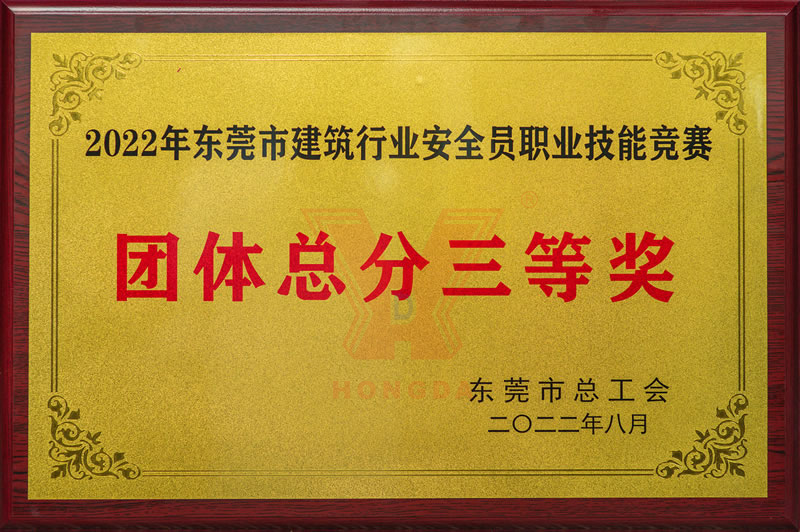 2022年东莞市建筑行业安全员职业技能竞赛
®
团体总分三等奖
D
HONGDA
东莞市总工会
二〇二二年八月